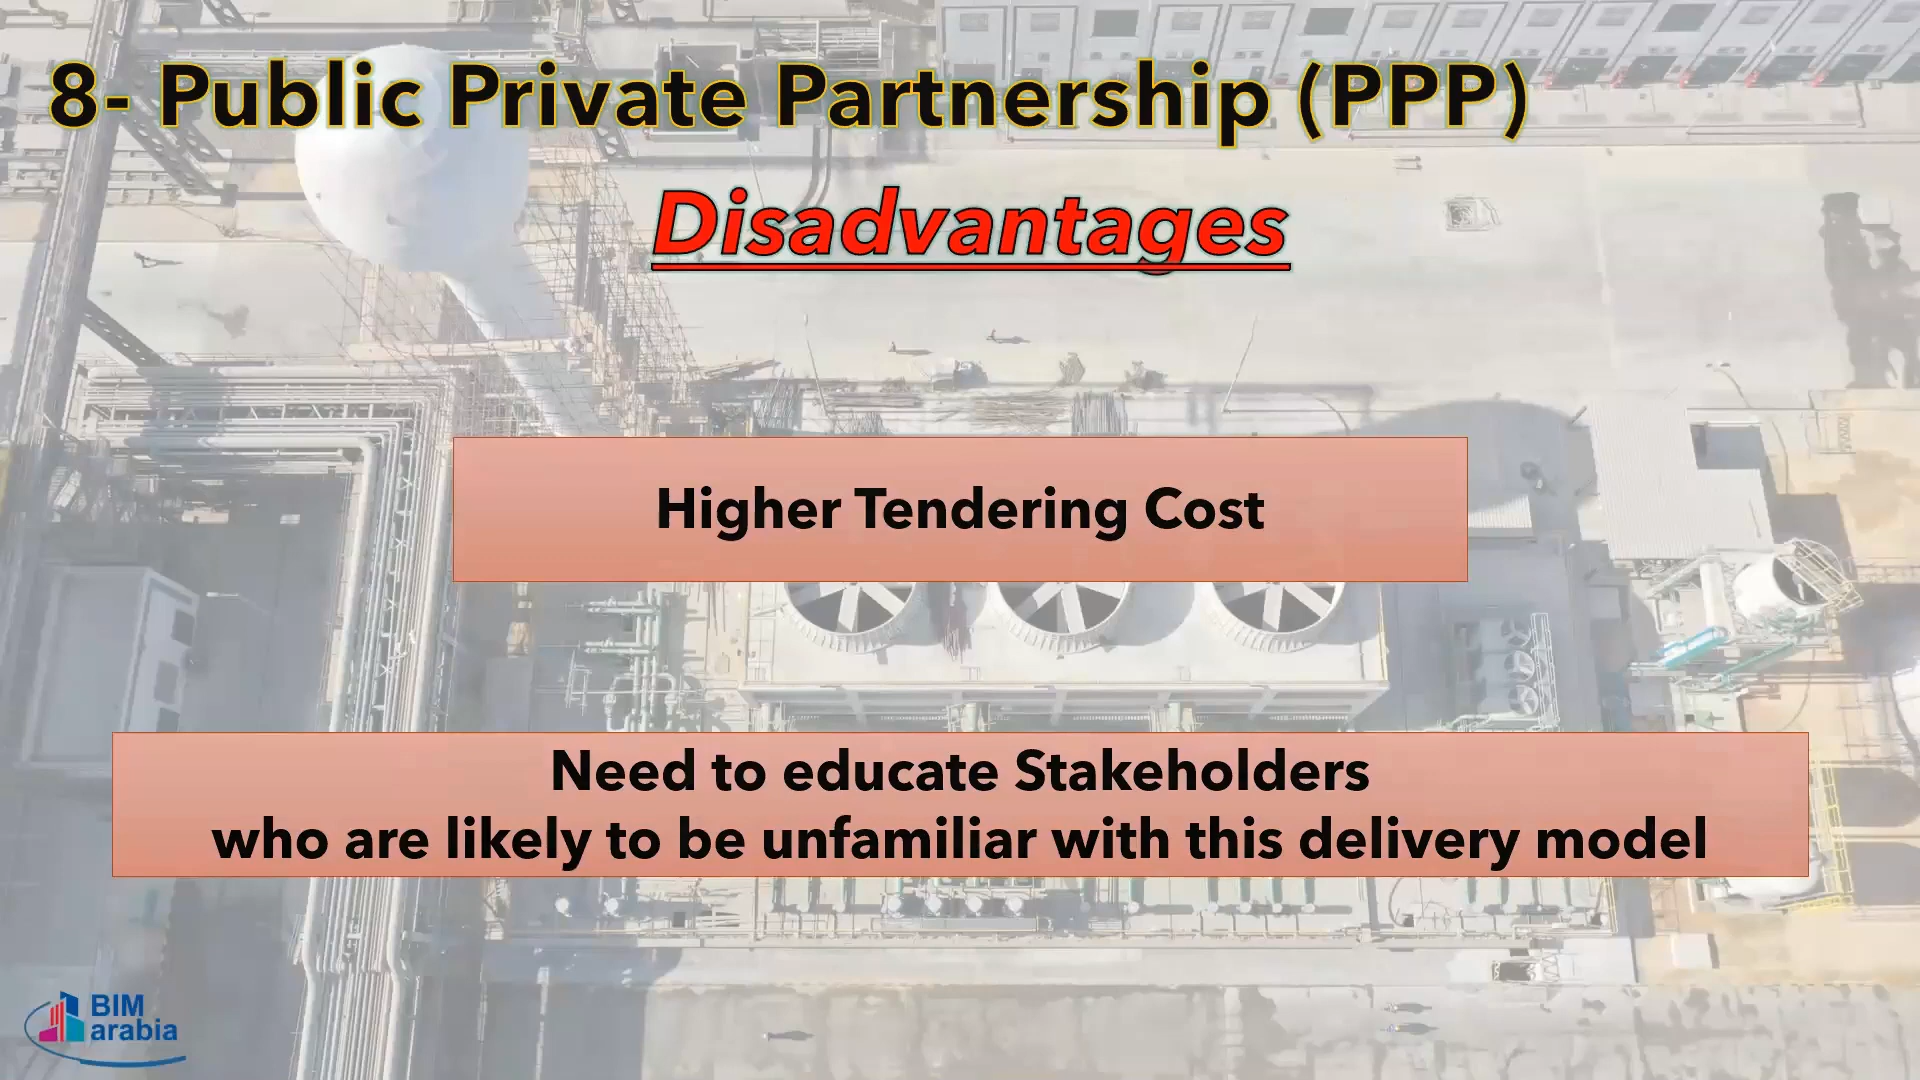 8- Public Private Partnership (PPP)
Disadvantages
Higher Tendering Cost
Need to educate Stakeholders
who are likely to be unfamiliar with this delivery model
BIM
arabia